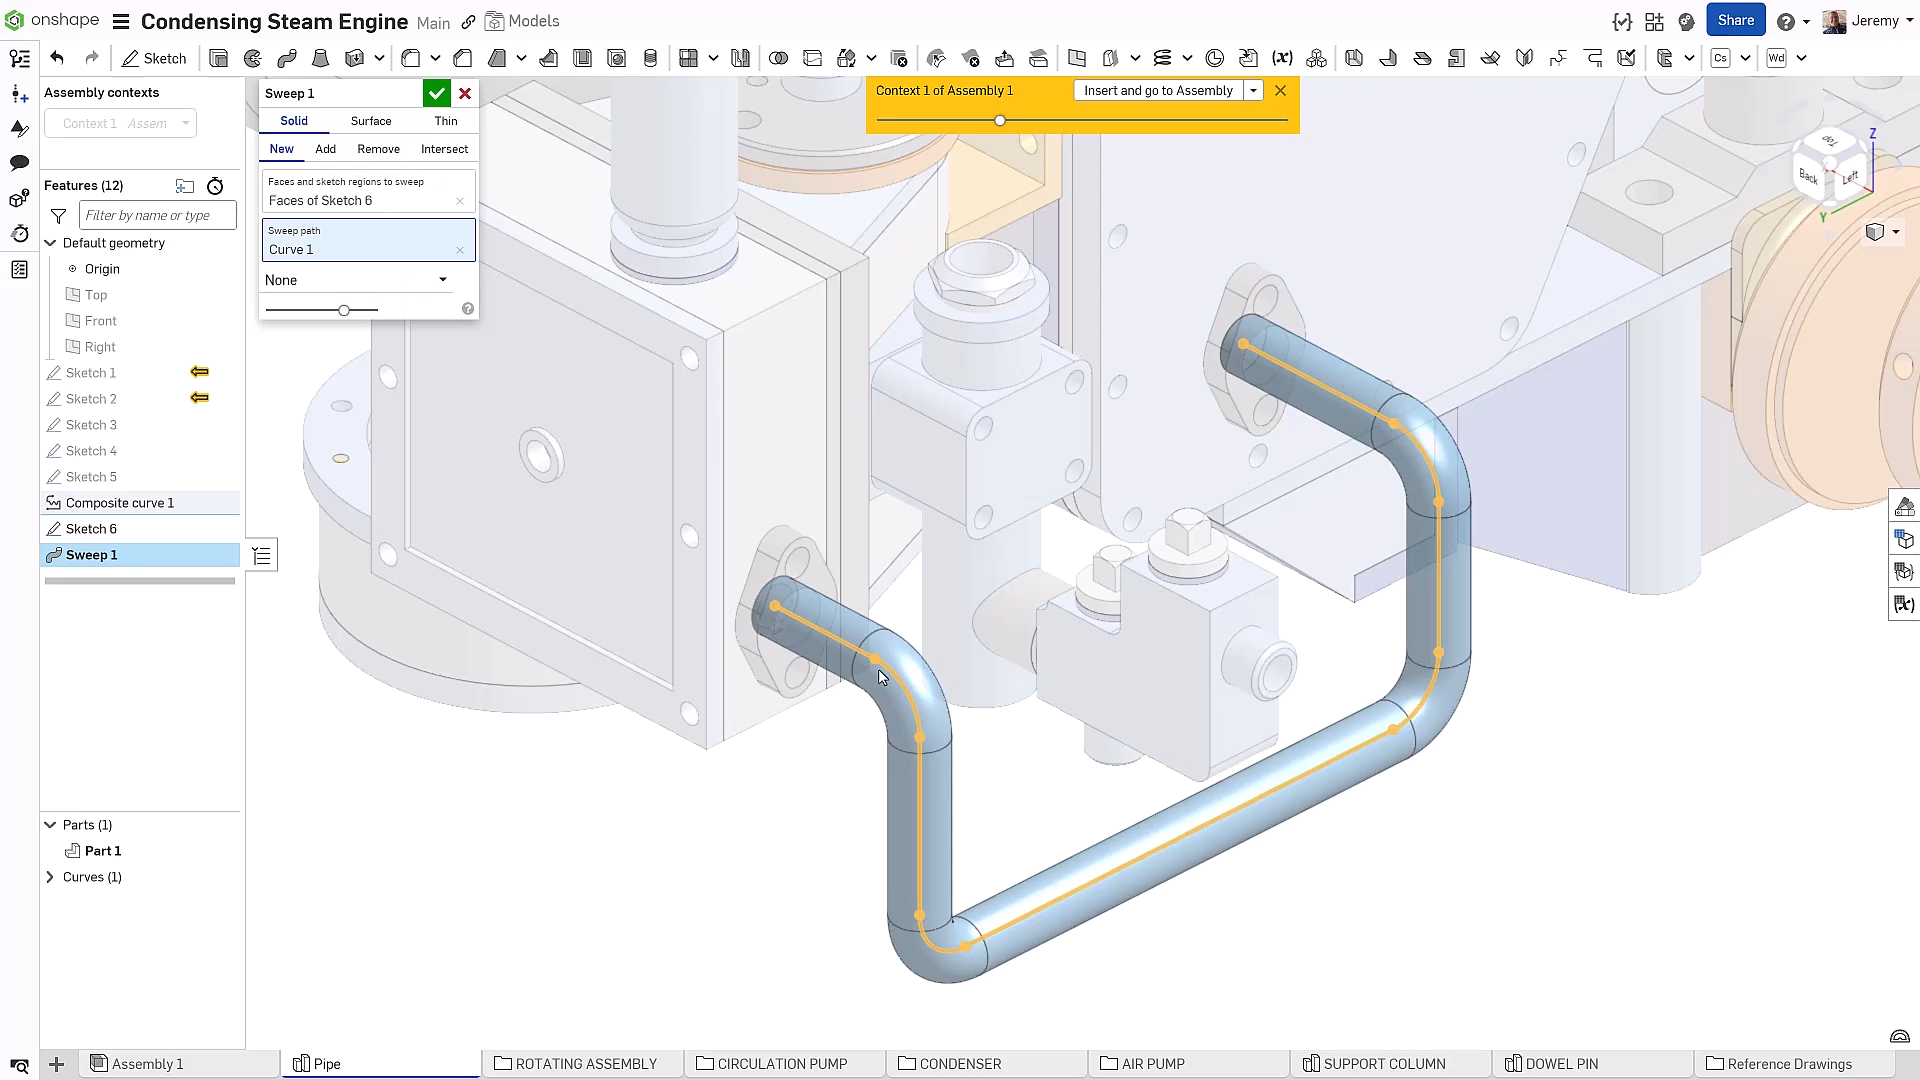 onshape
Condensing Steam Engine Main
Models
Share
Jeremy
Sketch
(x)
Cs
Wd
Assembly contexts
Context 1 Assem
Features (12)
Filter by name or type
Default geometry
Origin
Top
Front
Right
Sketch 1
Sketch 2
Sketch 3
Sketch 4
Sketch 5
Composite curve 1
Sketch 6
Sweep 1
Parts (1)
Part 1
Curves (1)
Sweep 1
Solid Surface Thin
New Add Remove Intersect
Faces and sketch regions to sweep
Faces of Sketch 6
Sweep path
Curve 1
None
Context 1 of Assembly 1
Insert and go to Assembly
Z
Top
Back
Left
Y
(x)
Assembly 1
Pipe
ROTATING ASSEMBLY
CIRCULATION PUMP
CONDENSER
AIR PUMP
SUPPORT COLUMN
DOWEL PIN
Reference Drawings